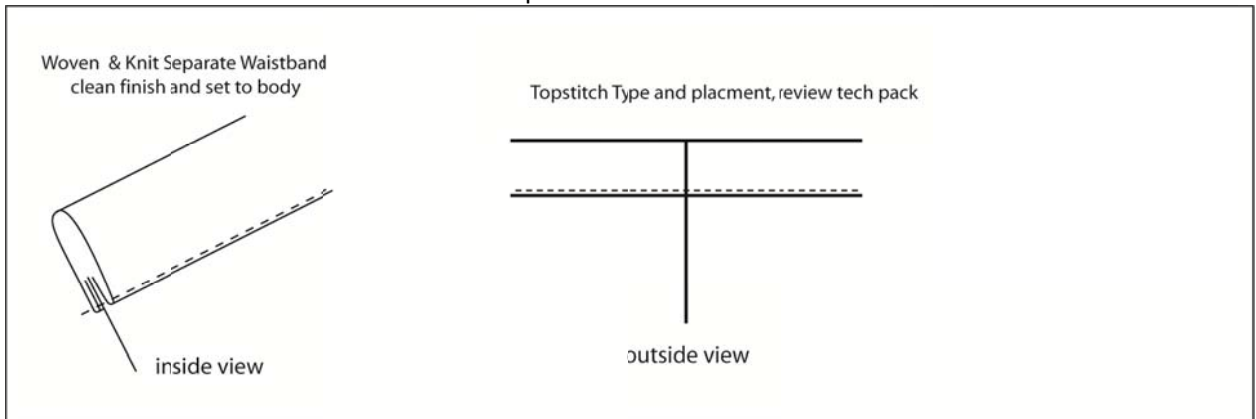 Woven & Knit Separate Waistband
clean finish and set to body
Topstitch Type and placment, review tech pack
inside view
outside view